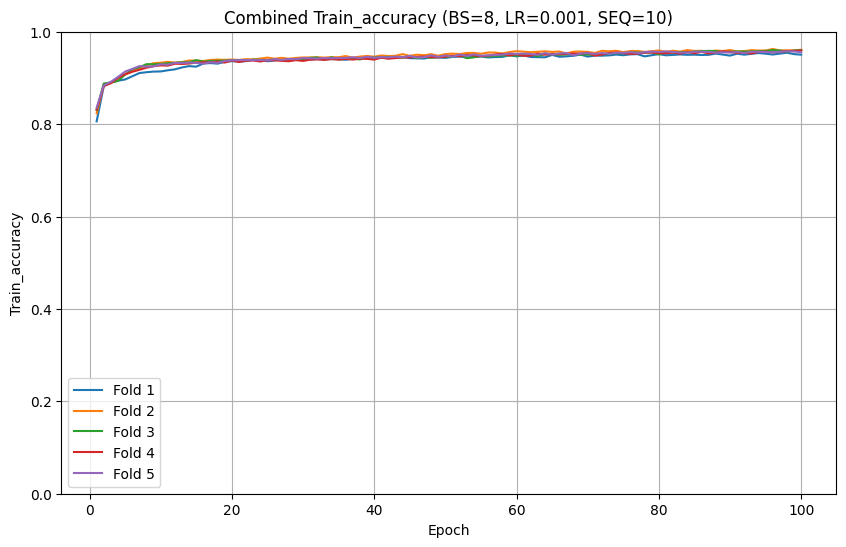 Combined Train_accuracy (BS=8, LR=0.001, SEQ=10)
1.0
0.8
0.6
0.4
0.2
0.0
Train_accuracy
Fold 1
Fold 2
Fold 3
Fold 4
Fold 5
0 20 40 60 80 100
Epoch